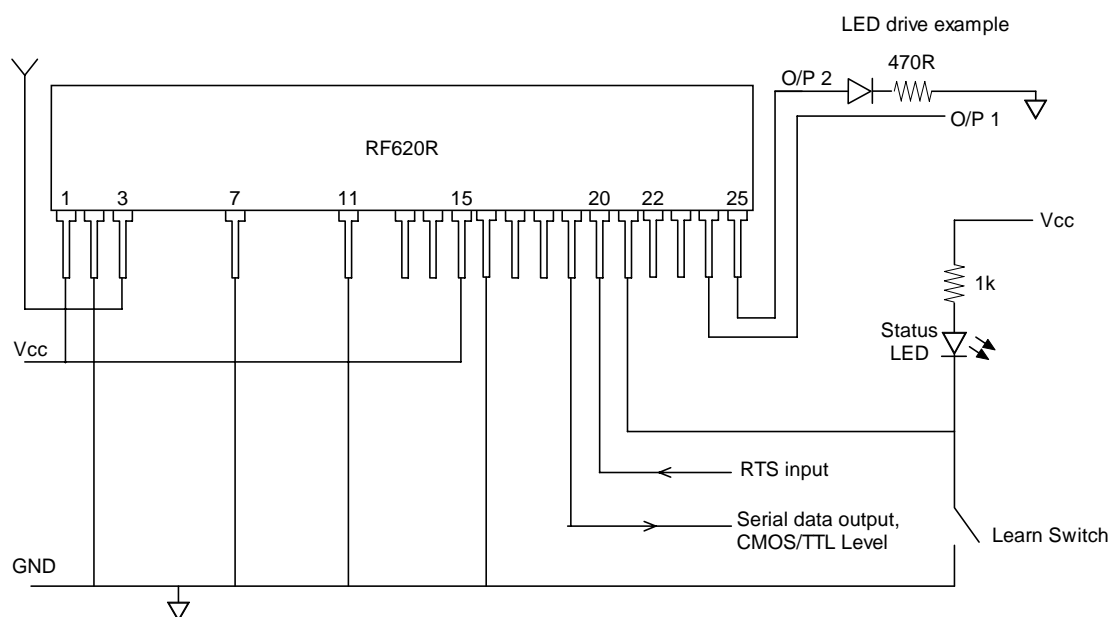 LED drive example
470R
O/P 2
O/P 1
RF620R
1 3 7 11 15 20 22 25
Vcc
1k
Status
LED
Vcc
RTS input
Serial data output,
CMOS/TTL Level
Learn Switch
GND